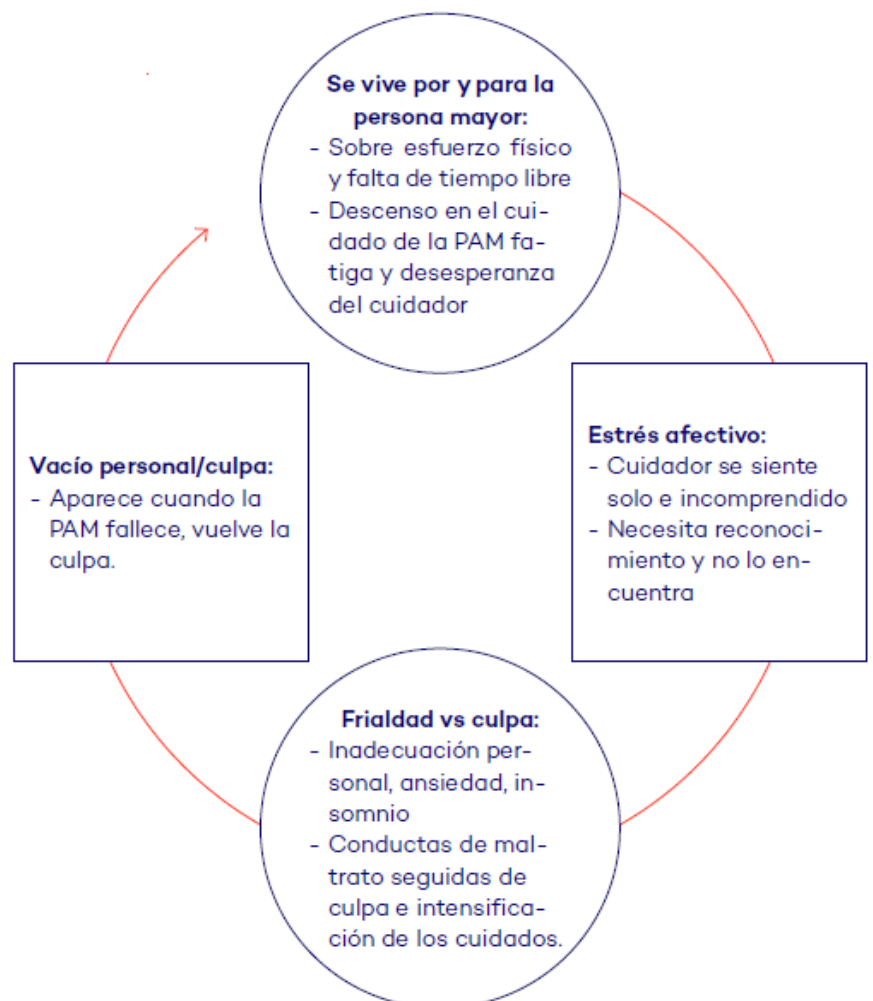 Se vive por y para la
persona mayor:
- Sobre esfuerzo físico
y falta de tiempo libre
- Descenso en el cui-
dado de la PAM fa-
tiga y desesperanza
del cuidador
Estrés afectivo:
- Cuidador se siente
solo e incomprendido
- Necesita reconoci-
miento y no lo en-
cuentra
Frialdad vs culpa:
- Inadecuación per-
sonal, ansiedad, in-
somnio
- Conductas de mal-
trato seguidas de
culpa e intensifica-
ción de los cuidados.
Vacío personal/culpa:
- Aparece cuando la
PAM fallece, vuelve la
culpa.